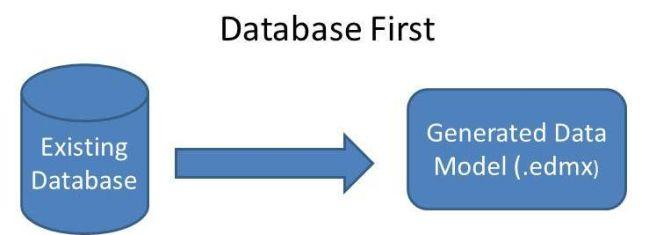 Database First
Existing
Database
Generated Data
Model (.edmx)